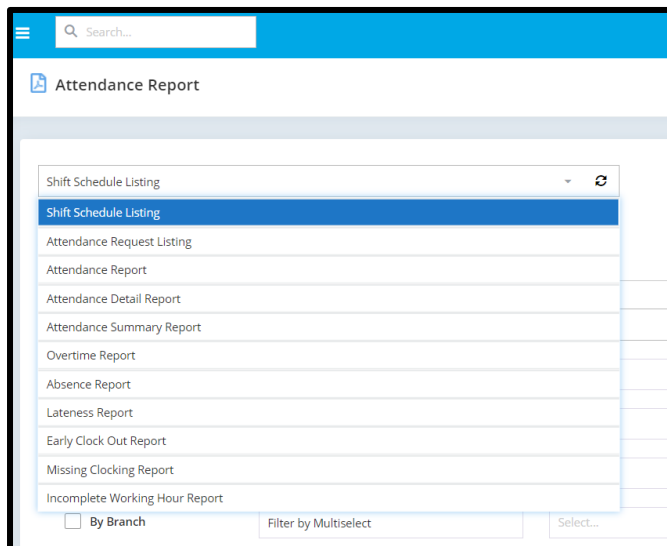 Search...
Attendance Report
Shift Schedule Listing
Shift Schedule Listing
Attendance Request Listing
Attendance Report
Attendance Detail Report
Attendance Summary Report
Overtime Report
Absence Report
Lateness Report
Early Clock Out Report
Missing Clocking Report
Incomplete Working Hour Report
By Branch Filter by Multiselect Select...